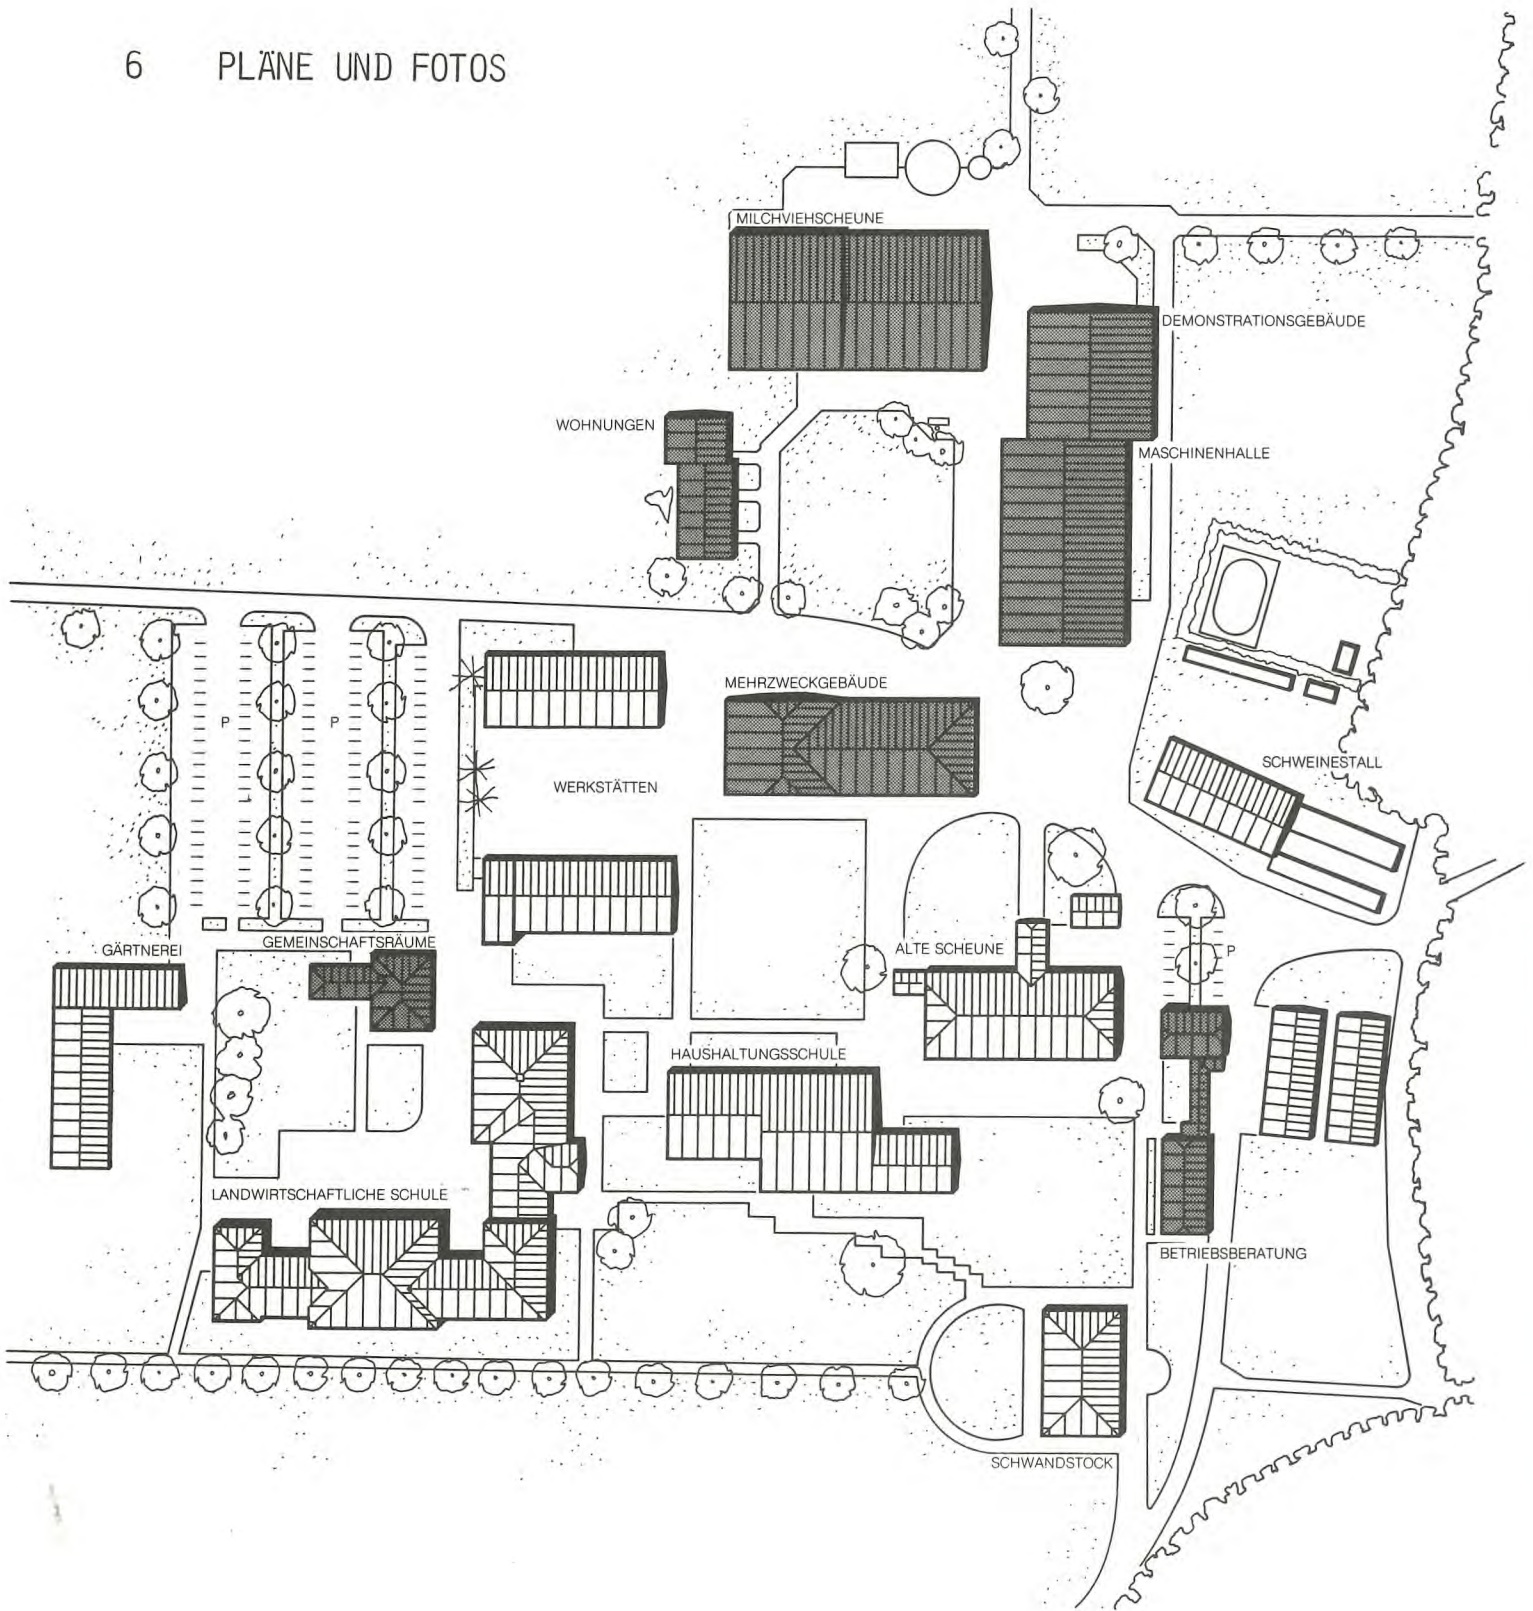 6 PLÄNE UND FOTOS
MILCHVIEHSCHEUNE
DEMONSTRATIONSGEBÄUDE
WOHNUNGEN
MASCHINENHALLE
MEHRZWECKGEBÄUDE
P P
SCHWEINESTALL
WERKSTÄTTEN
GÄRTNEREI
GEMEINSCHAFTSRÄUME
ALTE SCHEUNE
P
HAUSHALTUNGSSCHULE
LANDWIRTSCHAFTLICHE SCHULE
BETRIEBSBERATUNG
SCHWANDSTOCK